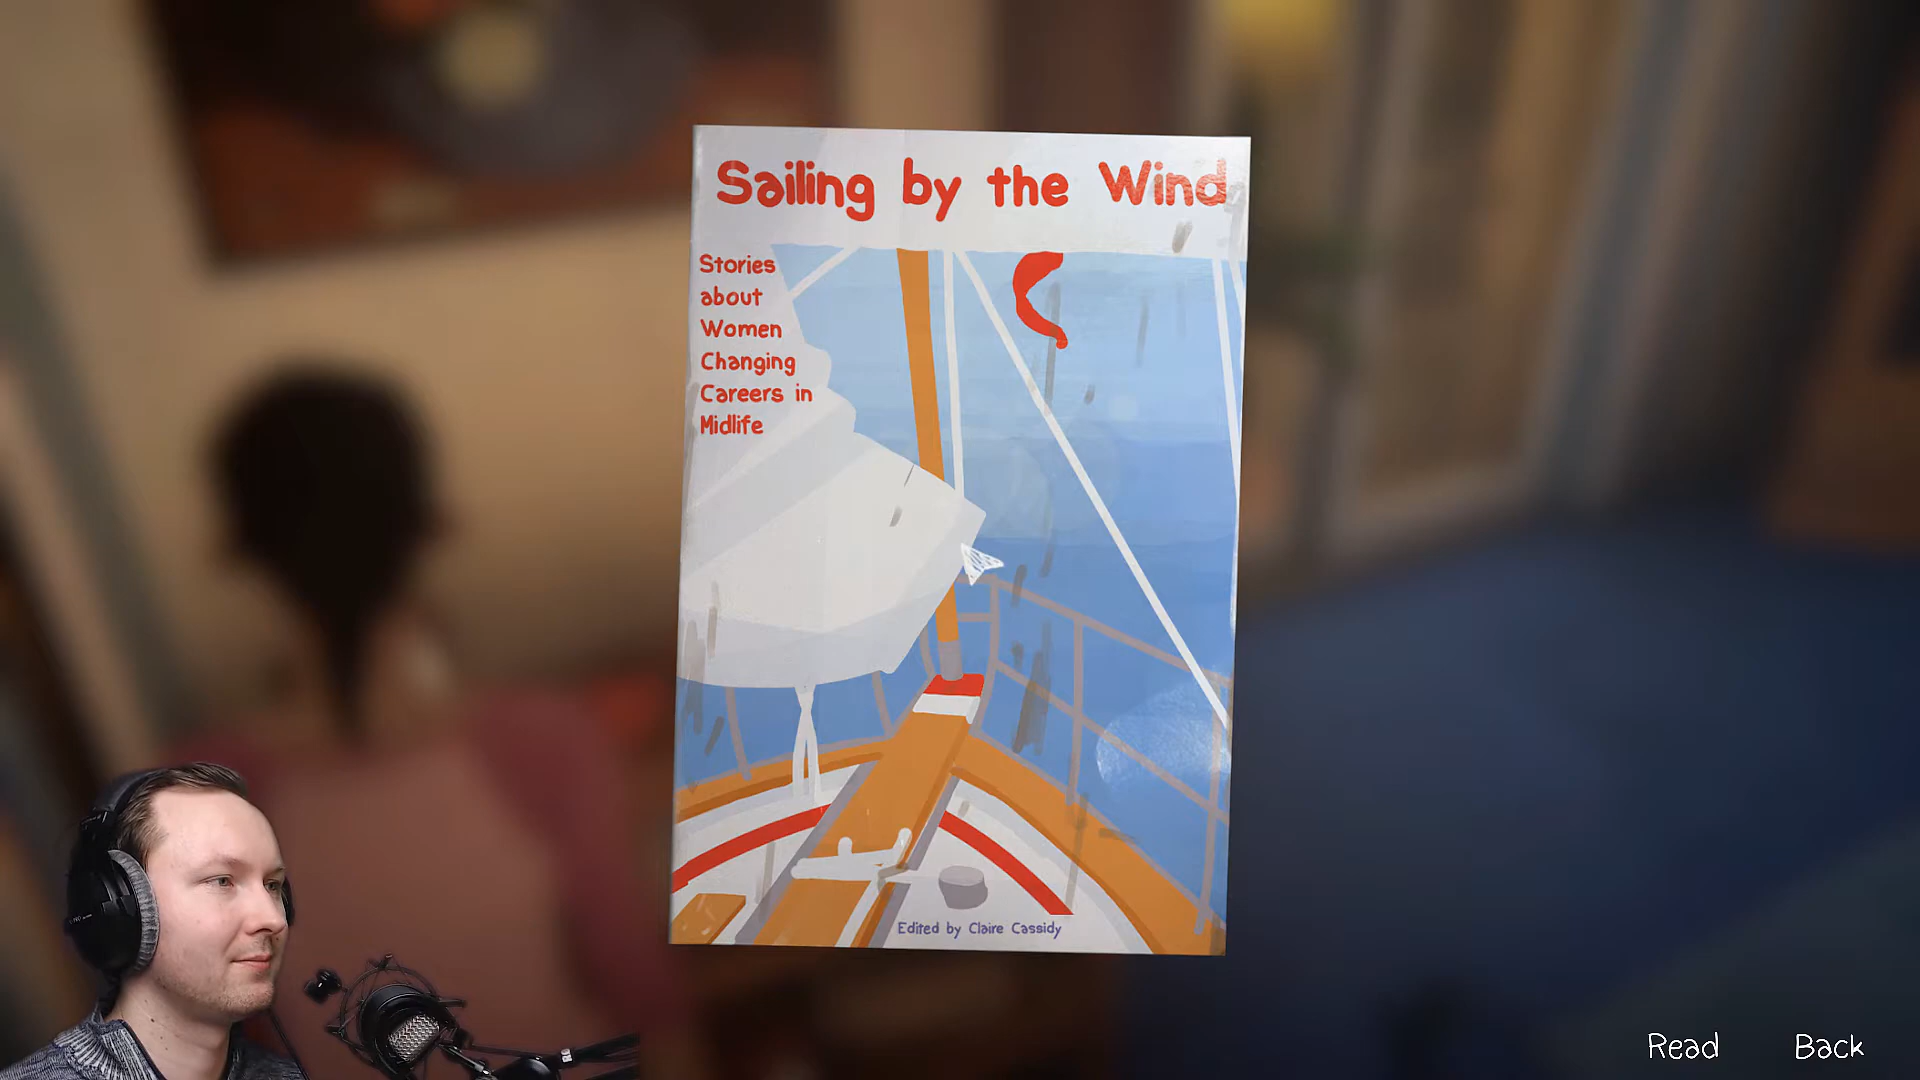 Sailing by the Wind
Stories
about
Women
Changing
Careers in
Midlife
Edited by Claire Cassidy
Read Back